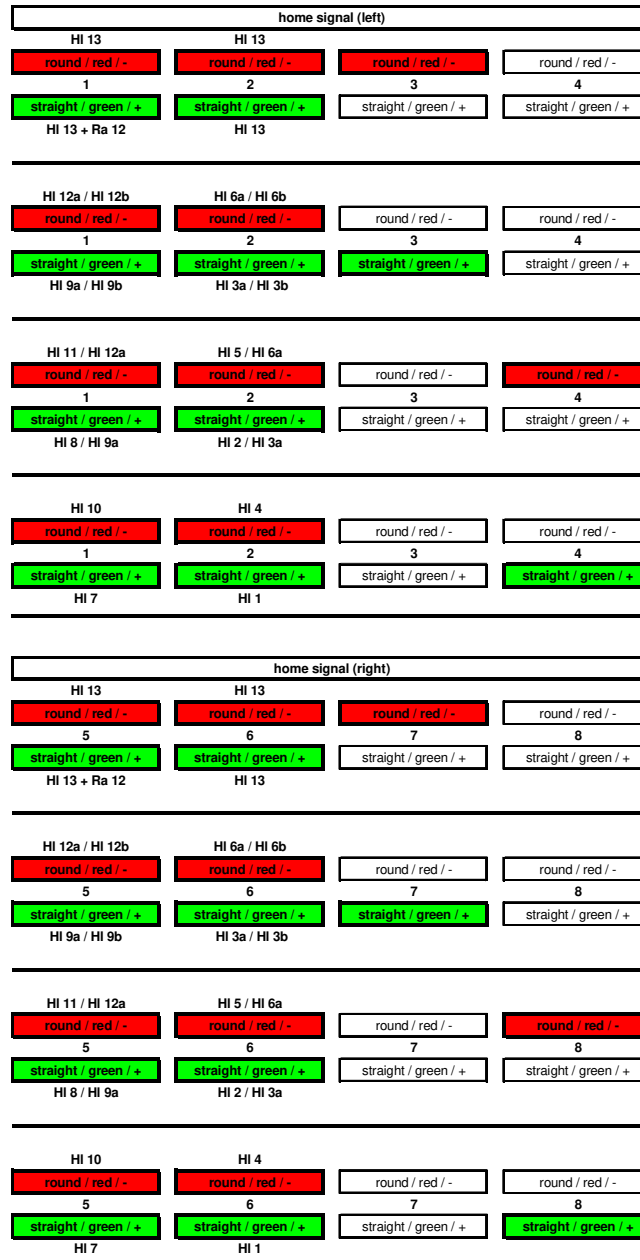 home signal (left)
Hl 13 Hl 13
round / red / - round / red / - round / red / - round / red / -
1 2 3 4
straight / green / + straight / green / + straight / green / + straight / green / +
Hl 13 + Ra 12 Hl 13
Hl 12a / Hl 12b Hl 6a / Hl 6b
round / red / - round / red / - round / red / - round / red / -
1 2 3 4
straight / green / + straight / green / + straight / green / + straight / green / +
Hl 9a / Hl 9b Hl 3a / Hl 3b
Hl 11 / Hl 12a Hl 5 / Hl 6a
round / red / - round / red / - round / red / - round / red / -
1 2 3 4
straight / green / + straight / green / + straight / green / + straight / green / +
Hl 8 / Hl 9a Hl 2 / Hl 3a
Hl 10 Hl 4
round / red / - round / red / - round / red / - round / red / -
1 2 3 4
straight / green / + straight / green / + straight / green / + straight / green / +
Hl 7 Hl 1
home signal (right)
Hl 13 Hl 13
round / red / - round / red / - round / red / - round / red / -
5 6 7 8
straight / green / + straight / green / + straight / green / + straight / green / +
Hl 13 + Ra 12 Hl 13
Hl 12a / Hl 12b Hl 6a / Hl 6b
round / red / - round / red / - round / red / - round / red / -
5 6 7 8
straight / green / + straight / green / + straight / green / + straight / green / +
Hl 9a / Hl 9b Hl 3a / Hl 3b
Hl 11 / Hl 12a Hl 5 / Hl 6a
round / red / - round / red / - round / red / - round / red / -
5 6 7 8
straight / green / + straight / green / + straight / green / + straight / green / +
Hl 8 / Hl 9a Hl 2 / Hl 3a
Hl 10 Hl 4
round / red / - round / red / - round / red / - round / red / -
5 6 7 8
straight / green / + straight / green / + straight / green / + straight / green / +
Hl 7 Hl 1